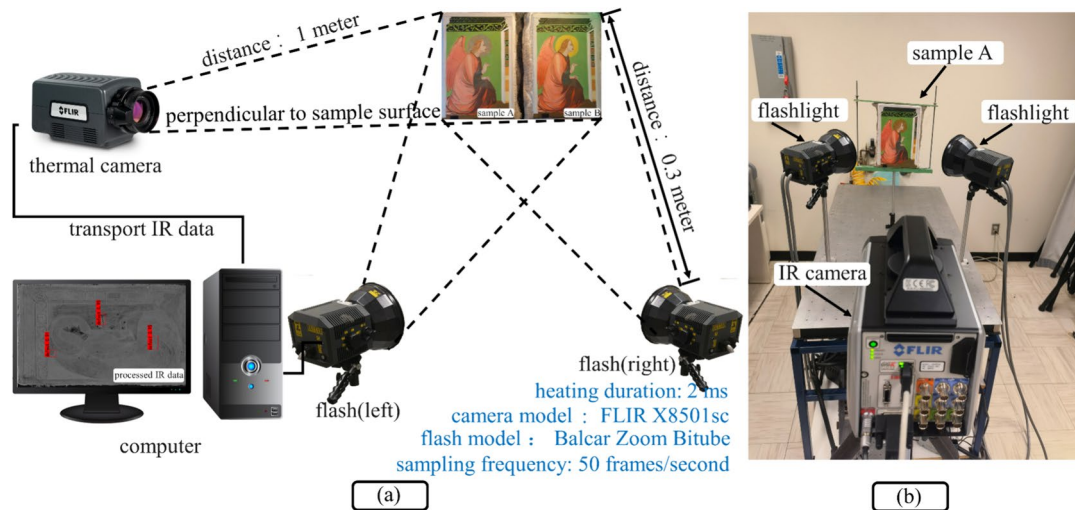 distance： 1 meter
sample A
sample B
FLIR
perpendicular to sample surface
thermal camera
distance： 0.3 meter
transport IR data
processed IR data
computer
flash(left)
flash(right)
heating duration: 2 ms
camera model ： FLIR X8501sc
flash model ： Balcar Zoom Bitube
sampling frequency: 50 frames/second
(a)
sample A
flashlight
flashlight
IR camera
FLIR
(b)